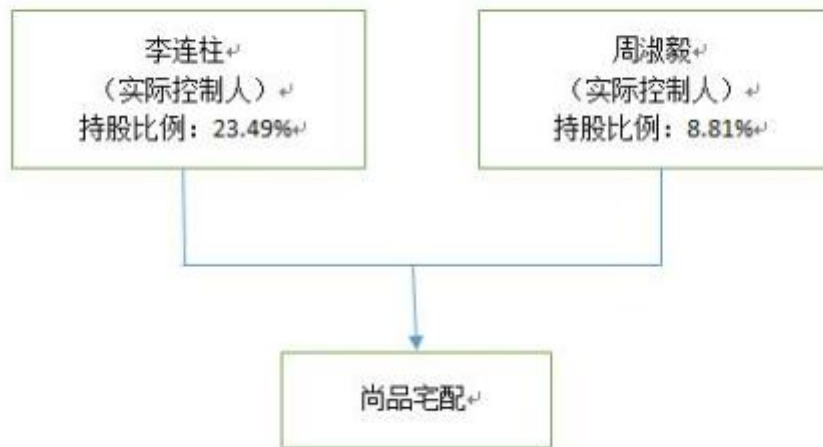 李连柱
（实际控制人）
持股比例：23.49%
周淑毅
（实际控制人）
持股比例：8.81%
尚品宅配